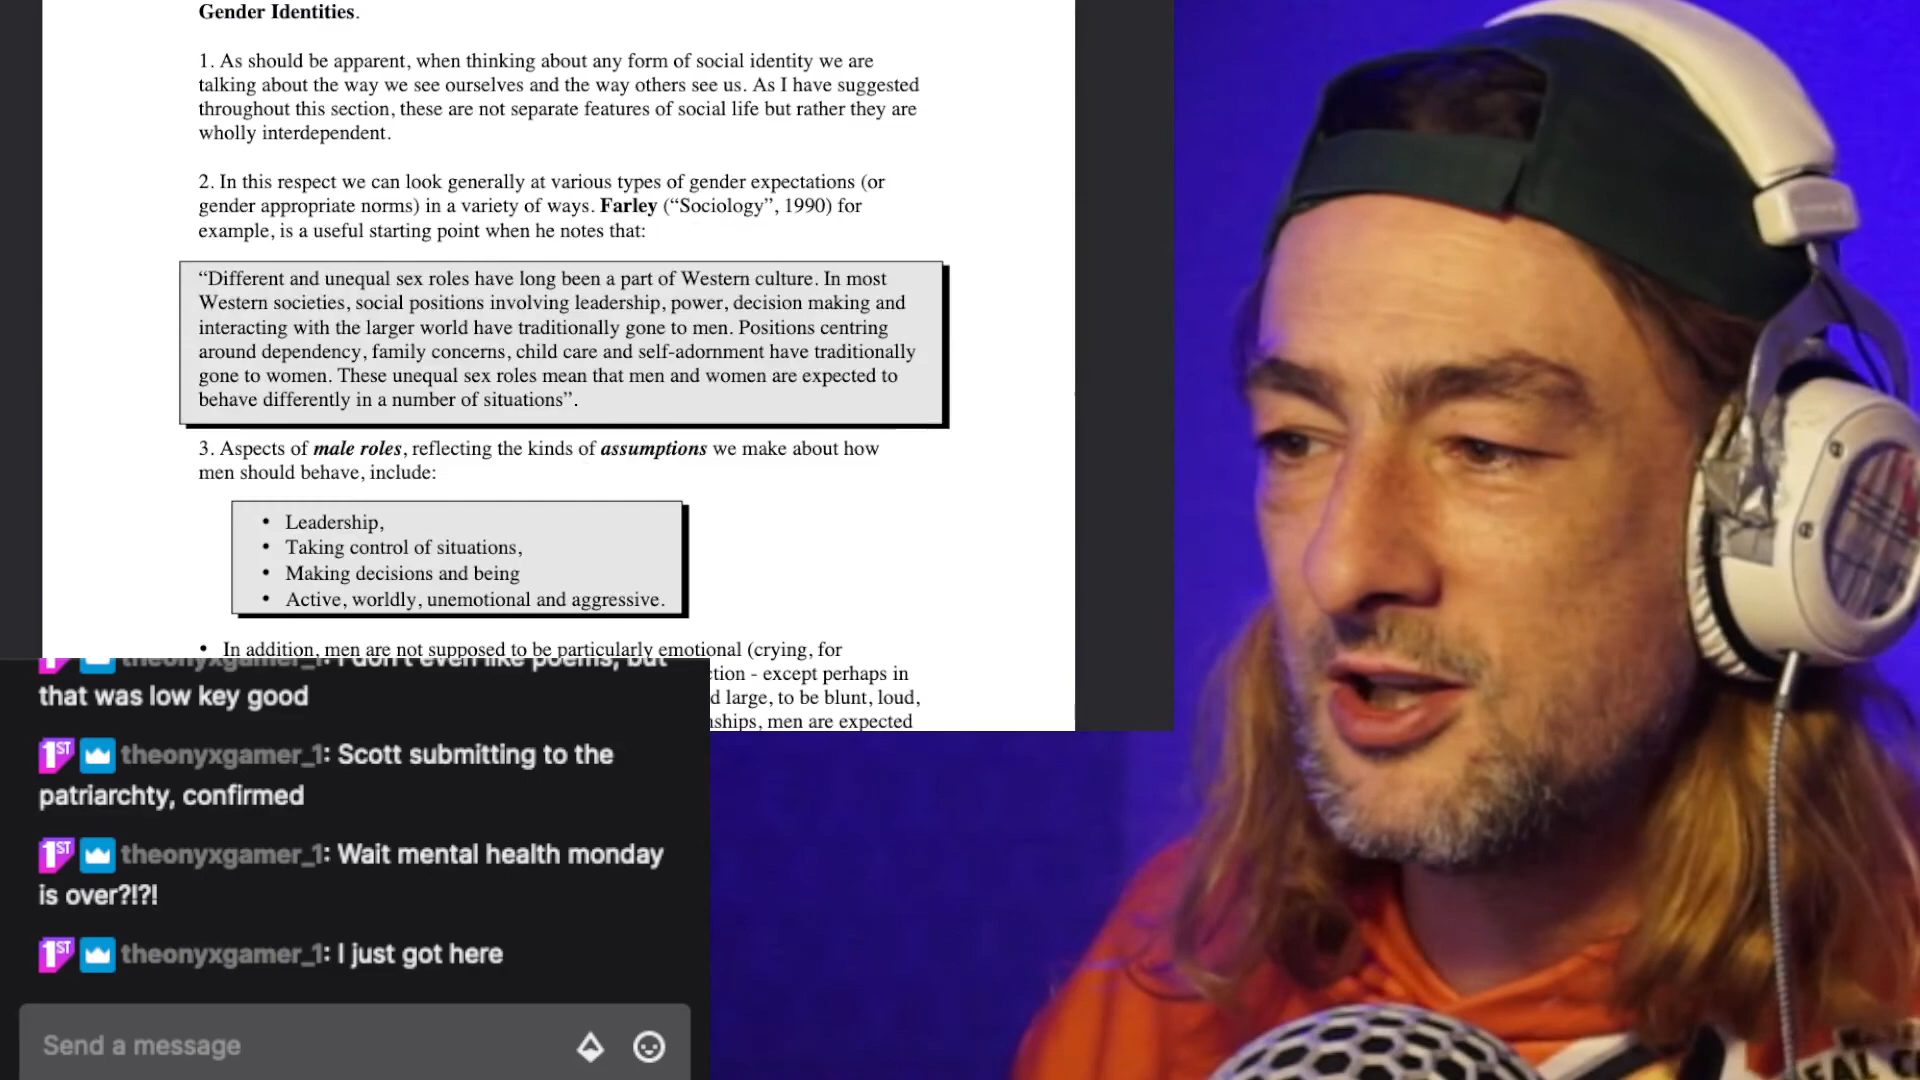 Gender Identities.
1. As should be apparent, when thinking about any form of social identity we are
talking about the way we see ourselves and the way others see us. As I have suggested
throughout this section, these are not separate features of social life but rather they are
wholly interdependent.
2. In this respect we can look generally at various types of gender expectations (or
gender appropriate norms) in a variety of ways. Farley (“Sociology”, 1990) for
example, is a useful starting point when he notes that:
“Different and unequal sex roles have long been a part of Western culture. In most
Western societies, social positions involving leadership, power, decision making and
interacting with the larger world have traditionally gone to men. Positions centring
around dependency, family concerns, child care and self-adornment have traditionally
gone to women. These unequal sex roles mean that men and women are expected to
behave differently in a number of situations”.
3. Aspects of male roles, reflecting the kinds of assumptions we make about how
men should behave, include:
• Leadership,
• Taking control of situations,
• Making decisions and being
• Active, worldly, unemotional and aggressive.
• In addition, men are not supposed to be particularly emotional (crying, for
- except perhaps in
large, to be blunt, loud,
men are expected
theonyxgamer_1: I don't even like poems, but
that was low key good
1ST theonyxgamer_1: Scott submitting to the
patriarchty, confirmed
1ST theonyxgamer_1: Wait mental health monday
is over?!?!
1ST theonyxgamer_1: I just got here
Send a message